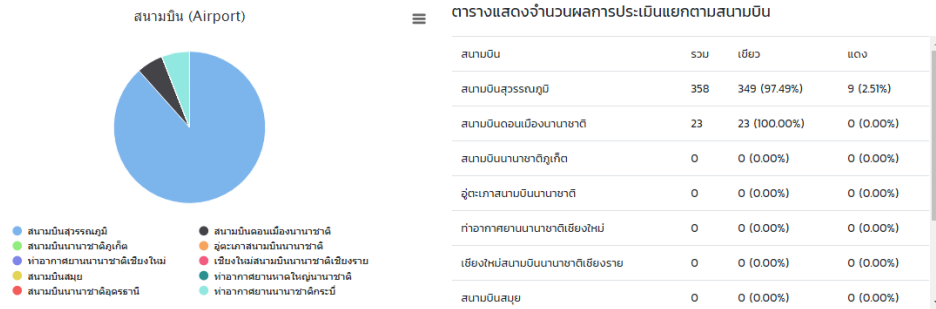 สนามบิน (Airport)
สนามบินสุวรรณภูมิ
สนามบินดอนเมืองนานาชาติ
สนามบินนานาชาติภูเก็ต
อู่ตะเภาสนามบินนานาชาติ
ท่าอากาศยานนานาชาติเชียงใหม่
เชียงใหม่สนามบินนานาชาติเชียงราย
สนามบินสมุย
ท่าอากาศยานหาดใหญ่นานาชาติ
สนามบินนานาชาติอุดรธานี
ท่าอากาศยานนานาชาติกระบี่
ตารางแสดงจำนวนผลการประเมินแยกตามสนามบิน
สนามบิน รวม เขียว แดง
สนามบินสุวรรณภูมิ 358 349 (97.49%) 9 (2.51%)
สนามบินดอนเมืองนานาชาติ 23 23 (100.00%) 0 (0.00%)
สนามบินนานาชาติภูเก็ต 0 0 (0.00%) 0 (0.00%)
อู่ตะเภาสนามบินนานาชาติ 0 0 (0.00%) 0 (0.00%)
ท่าอากาศยานนานาชาติเชียงใหม่ 0 0 (0.00%) 0 (0.00%)
เชียงใหม่สนามบินนานาชาติเชียงราย 0 0 (0.00%) 0 (0.00%)
สนามบินสมุย 0 0 (0.00%) 0 (0.00%)